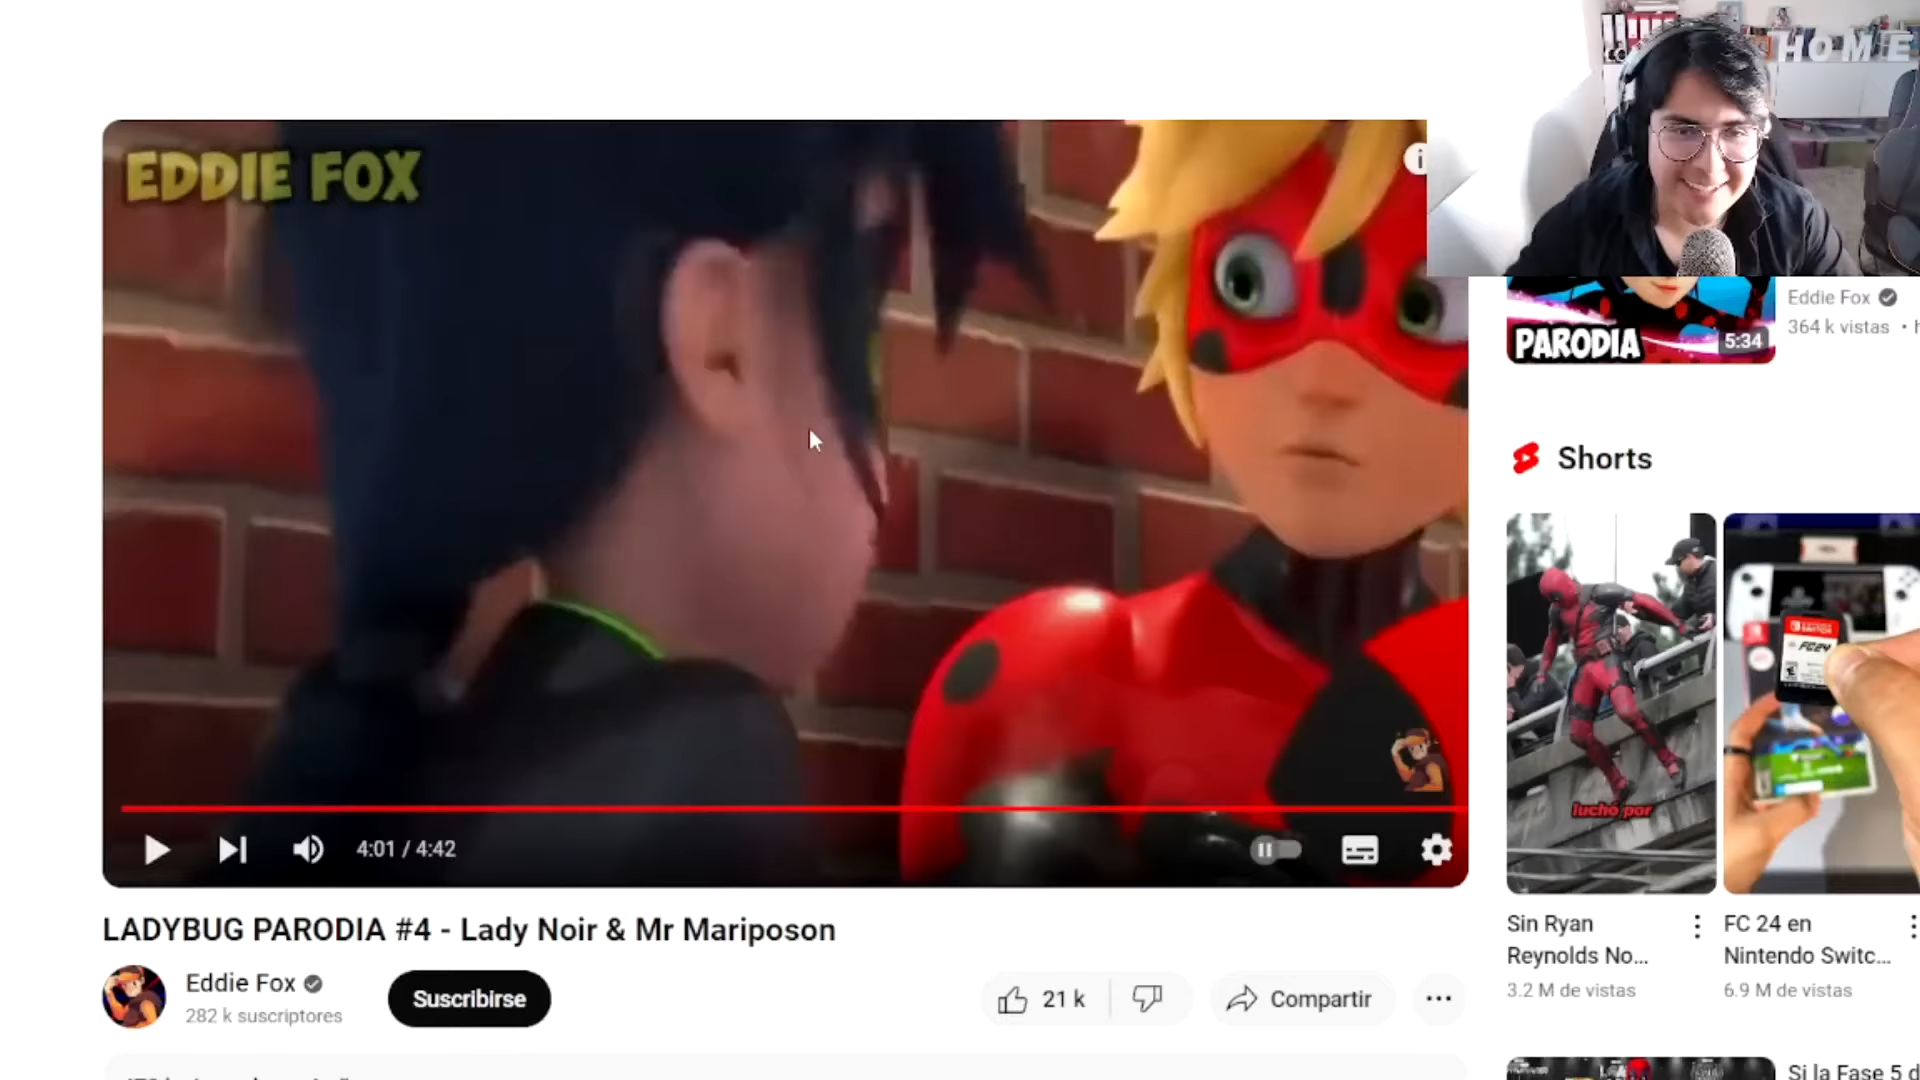 HOME
EDDIE FOX
Eddie Fox
364 k vistas
PARODIA
5:34
Shorts
luchó por
FC24
4:01 / 4:42
LADYBUG PARODIA #4 - Lady Noir & Mr Mariposon
Eddie Fox
282 k suscriptores
Suscribirse
21 k
Compartir
Sin Ryan
Reynolds No...
3.2 M de vistas
FC 24 en
Nintendo Switc...
6.9 M de vistas
Si la Fase 5 d